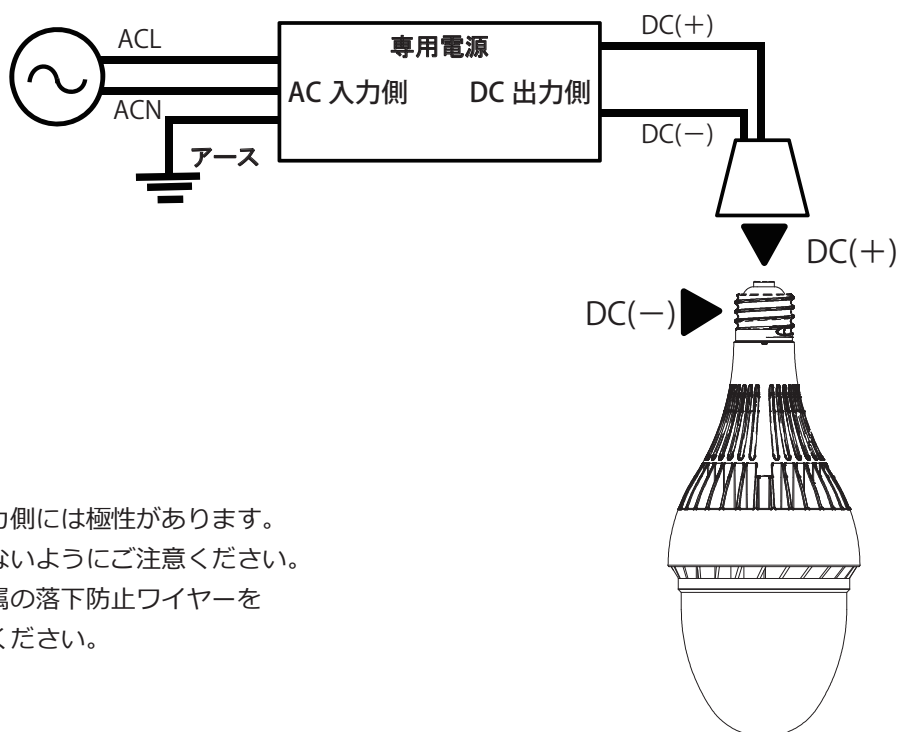 DC(+)
ACL
専用電源
AC 入力側 DC 出力側
ACN
DC(−)
アース
DC(+)
DC(−)
側には極性があります。
ないようにご注意ください。
の落下防止ワイヤーを
ください。